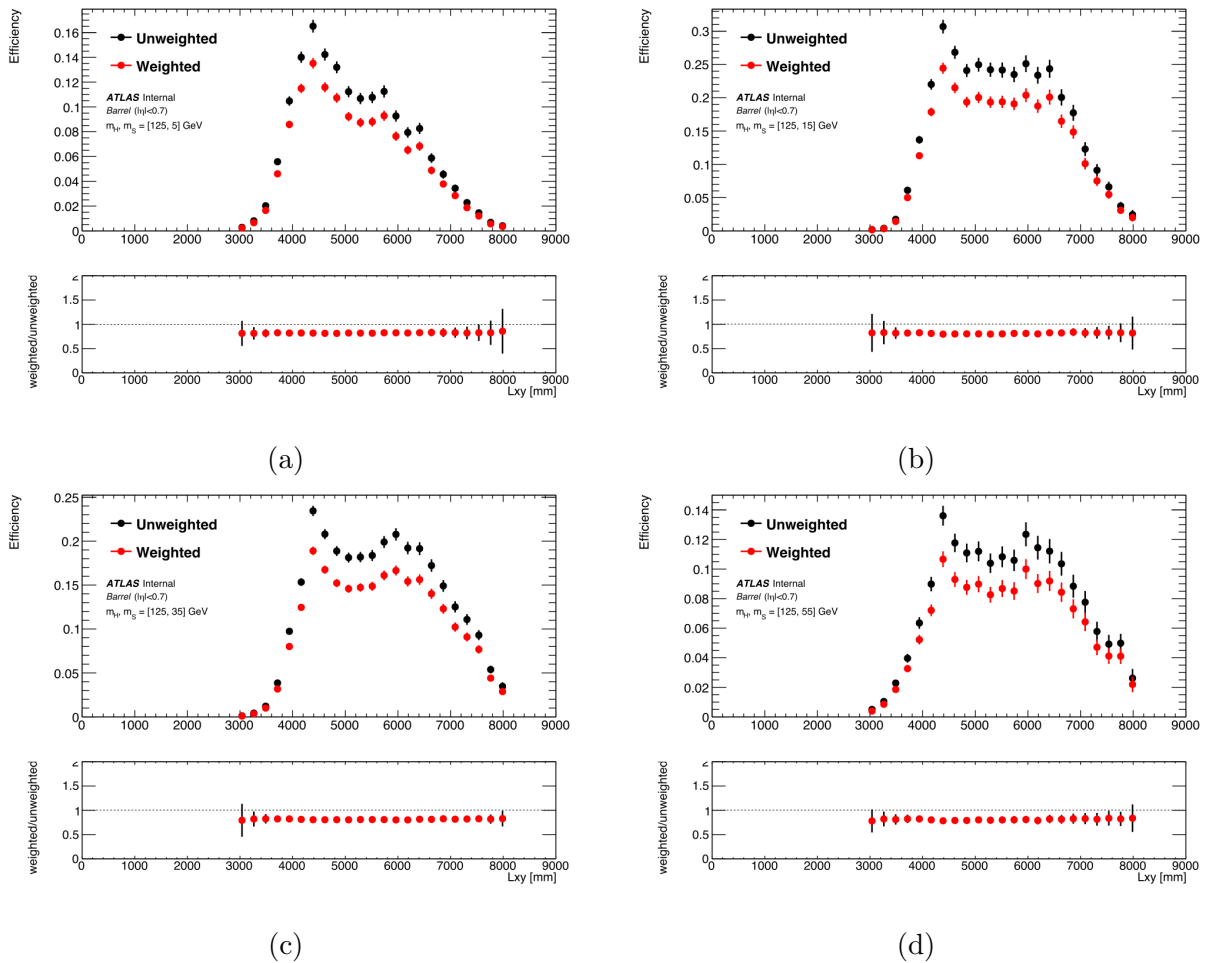 Efficiency
0.16
0.14
0.12
0.1
0.08
0.06
0.04
0.02
0
Unweighted
Weighted
ATLAS Internal
Barrel (|η|<0.7)
m_H, m_S = [125, 5] GeV
0 1000 2000 3000 4000 5000 6000 7000 8000 9000
weighted/unweighted
2
1.5
1
0.5
0
0 1000 2000 3000 4000 5000 6000 7000 8000 9000
Lxy [mm]
(a)
Efficiency
0.3
0.25
0.2
0.15
0.1
0.05
0
Unweighted
Weighted
ATLAS Internal
Barrel (|η|<0.7)
m_H, m_S = [125, 15] GeV
0 1000 2000 3000 4000 5000 6000 7000 8000 9000
weighted/unweighted
2
1.5
1
0.5
0
0 1000 2000 3000 4000 5000 6000 7000 8000 9000
Lxy [mm]
(b)
Efficiency
0.25
0.2
0.15
0.1
0.05
0
Unweighted
Weighted
ATLAS Internal
Barrel (|η|<0.7)
m_H, m_S = [125, 35] GeV
0 1000 2000 3000 4000 5000 6000 7000 8000 9000
weighted/unweighted
2
1.5
1
0.5
0
0 1000 2000 3000 4000 5000 6000 7000 8000 9000
Lxy [mm]
(c)
Efficiency
0.14
0.12
0.1
0.08
0.06
0.04
0.02
0
Unweighted
Weighted
ATLAS Internal
Barrel (|η|<0.7)
m_H, m_S = [125, 55] GeV
0 1000 2000 3000 4000 5000 6000 7000 8000 9000
weighted/unweighted
2
1.5
1
0.5
0
0 1000 2000 3000 4000 5000 6000 7000 8000 9000
Lxy [mm]
(d)